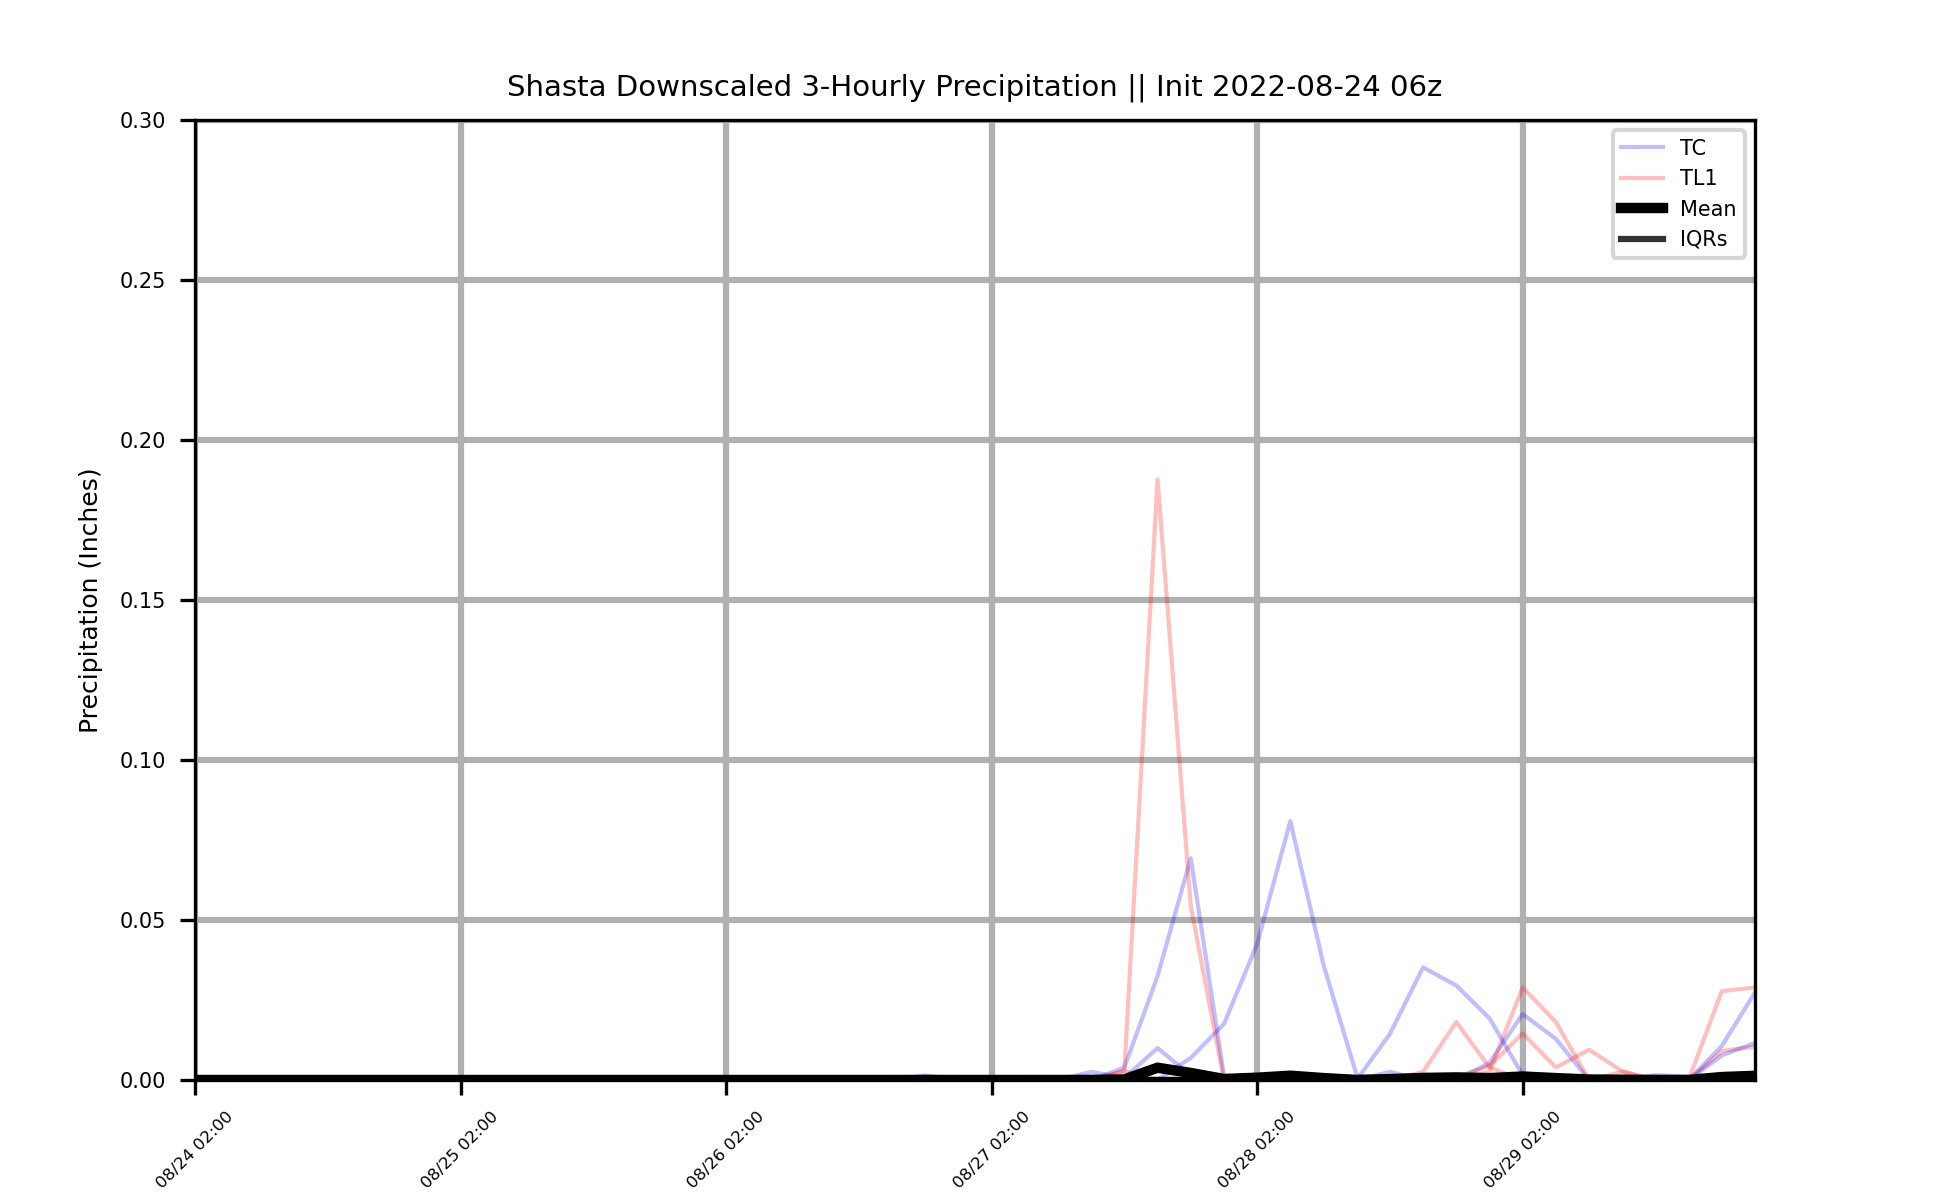 Shasta Downscaled 3-Hourly Precipitation || Init 2022-08-24 06z
TC
TL1
Mean
IQRs
Precipitation (Inches)
0.30
0.25
0.20
0.15
0.10
0.05
0.00
08/24 02:00
08/25 02:00
08/26 02:00
08/27 02:00
08/28 02:00
08/29 02:00